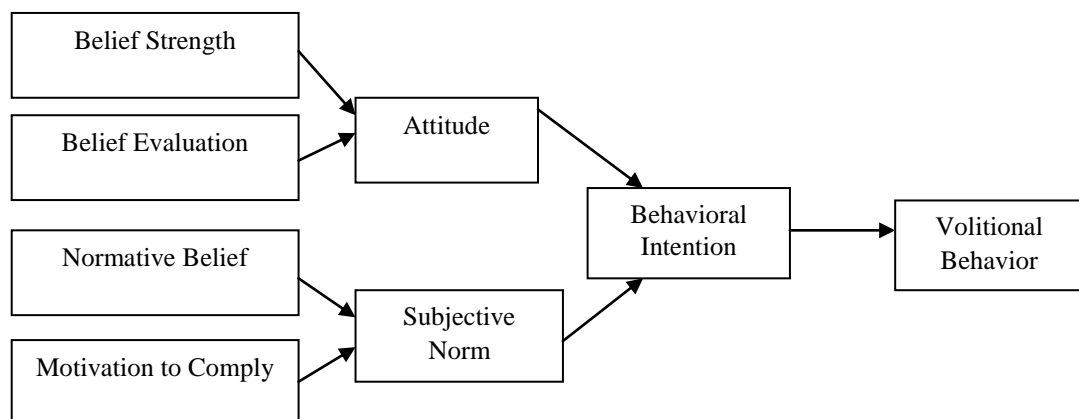 Belief Strength
Belief Evaluation
Attitude
Normative Belief
Motivation to Comply
Subjective
Norm
Behavioral
Intention
Volitional
Behavior